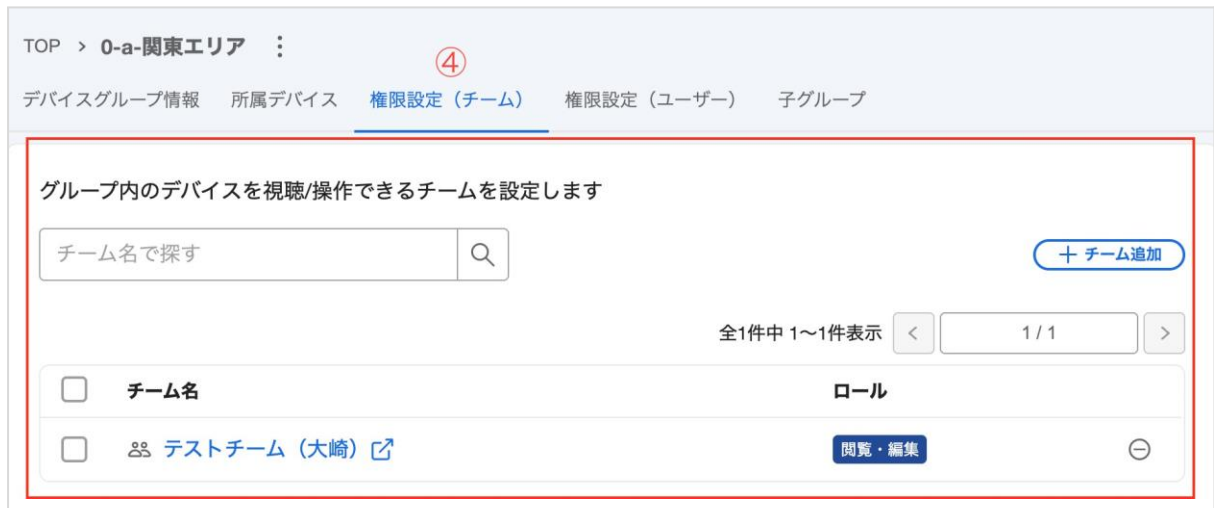 TOP > 0-a-関東エリア ⋮
④
デバイスグループ情報 所属デバイス 権限設定（チーム） 権限設定（ユーザー） 子グループ
グループ内のデバイスを視聴/操作できるチームを設定します
チーム名で探す
＋ チーム追加
全1件中 1〜1件表示 < 1 / 1 >
チーム名 ロール
テストチーム（大崎） 閲覧・編集